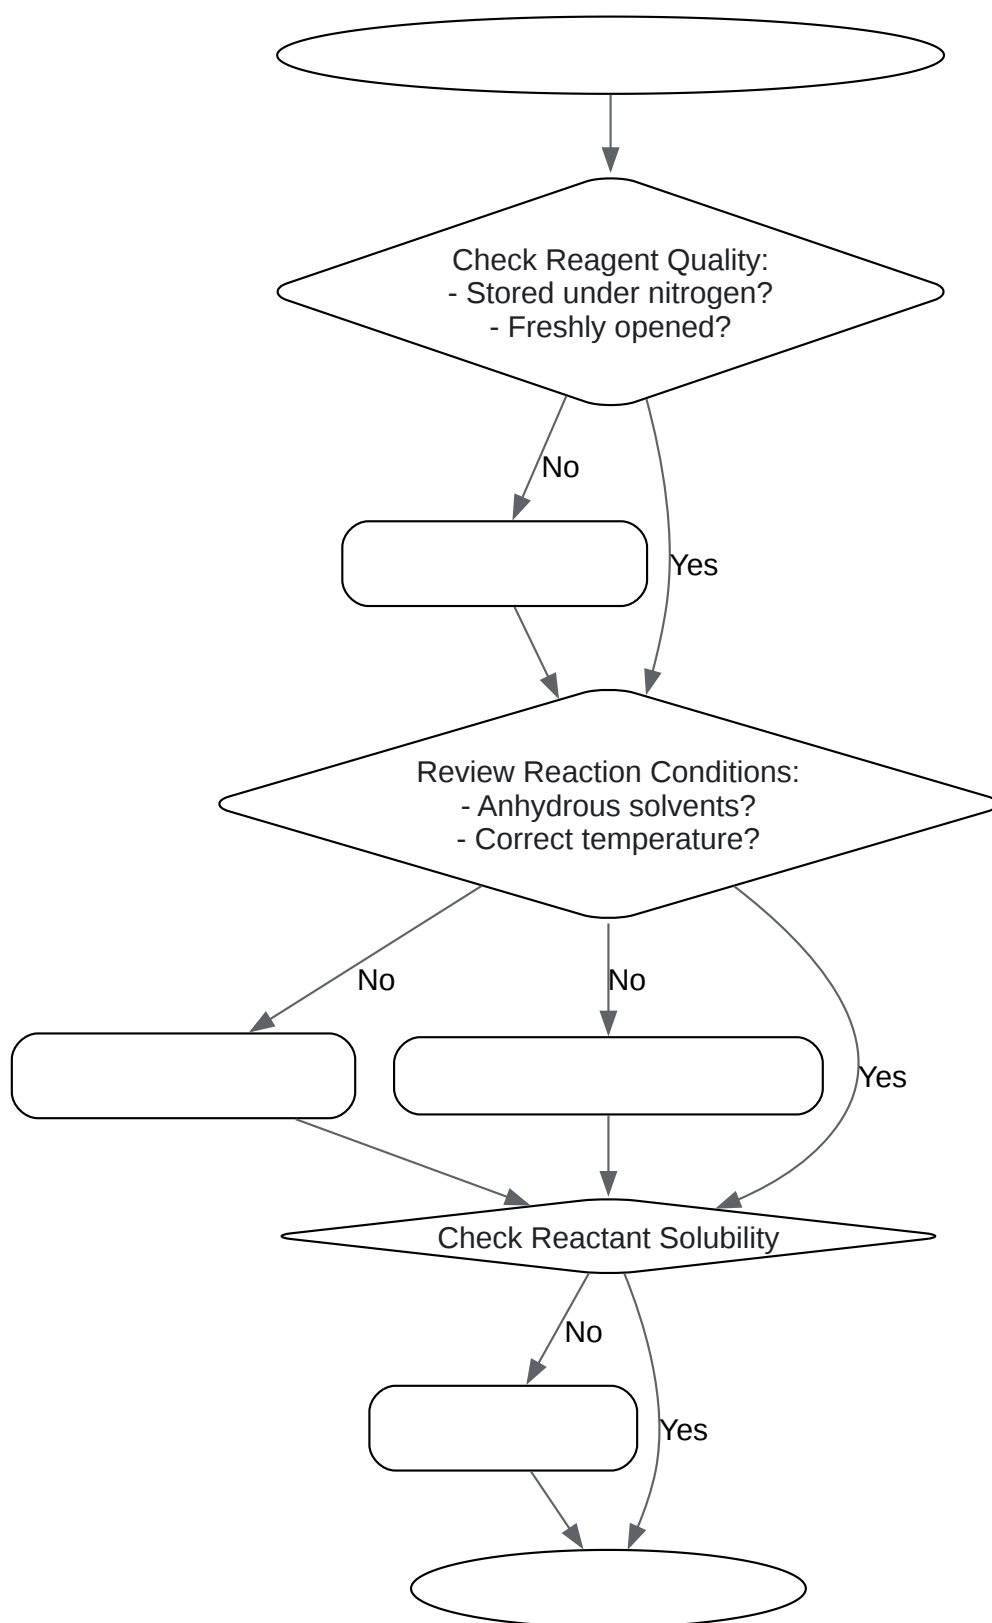 Check Reagent Quality:
- Stored under nitrogen?
- Freshly opened?
No
Yes
Review Reaction Conditions:
- Anhydrous solvents?
- Correct temperature?
No
No
Yes
Check Reactant Solubility
No
Yes